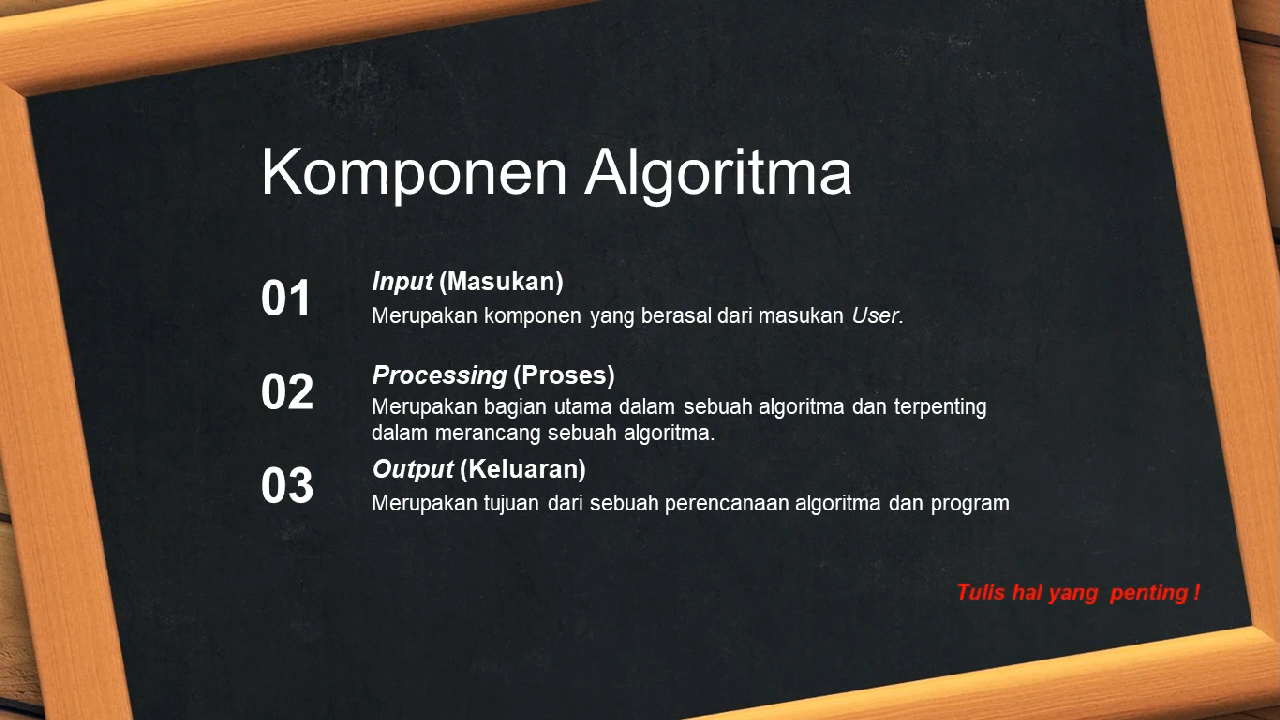 Komponen Algoritma
01
Input (Masukan)
Merupakan komponen yang berasal dari masukan User.
02
Processing (Proses)
Merupakan bagian utama dalam sebuah algoritma dan terpenting
dalam merancang sebuah algoritma.
03
Output (Keluaran)
Merupakan tujuan dari sebuah perencanaan algoritma dan program
Tulis hal yang penting !